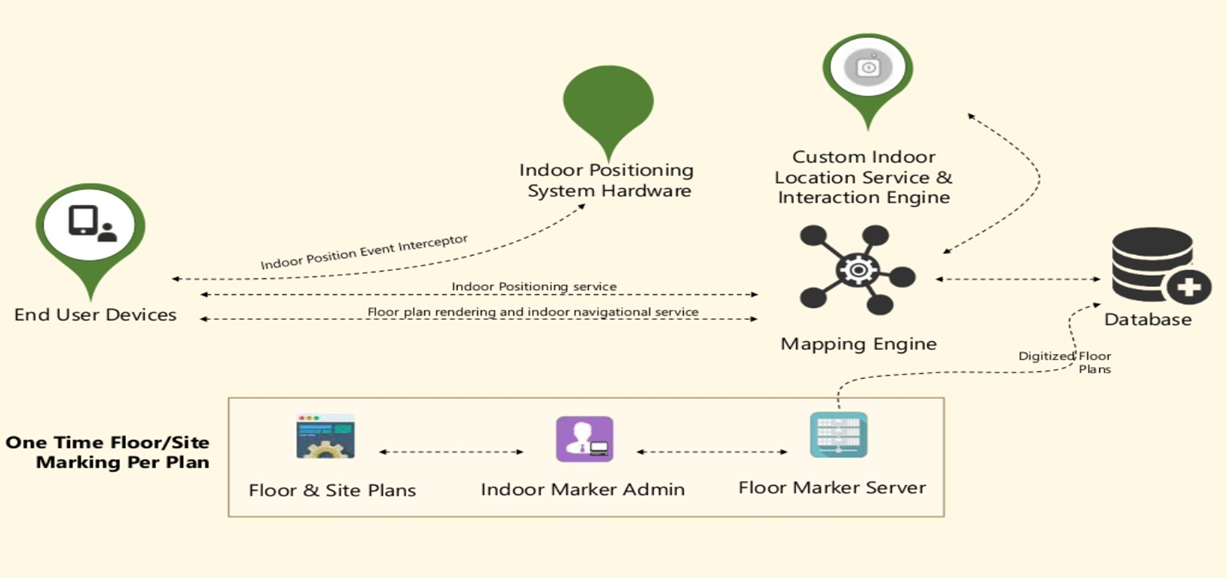 Indoor Positioning
System Hardware
Custom Indoor
Location Service &
Interaction Engine
Indoor Position Event Interceptor
Indoor Positioning service
Floor plan rendering and indoor navigational service
End User Devices
Mapping Engine
Database
Digitized Floor
Plans
One Time Floor/Site
Marking Per Plan
Floor & Site Plans
Indoor Marker Admin
Floor Marker Server